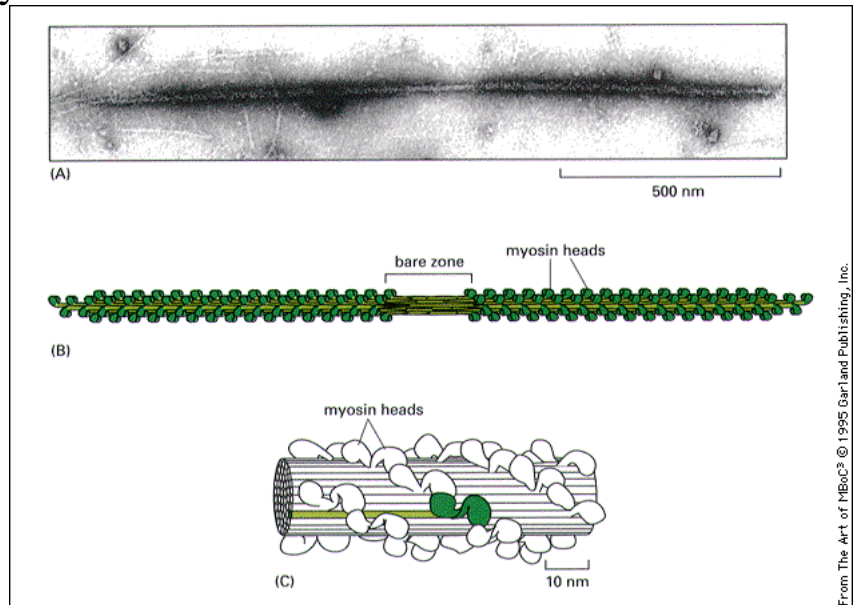 (A)
500 nm
bare zone
myosin heads
(B)
myosin heads
(C)
10 nm
From The Art of MBoC³ © 1995 Garland Publishing, Inc.